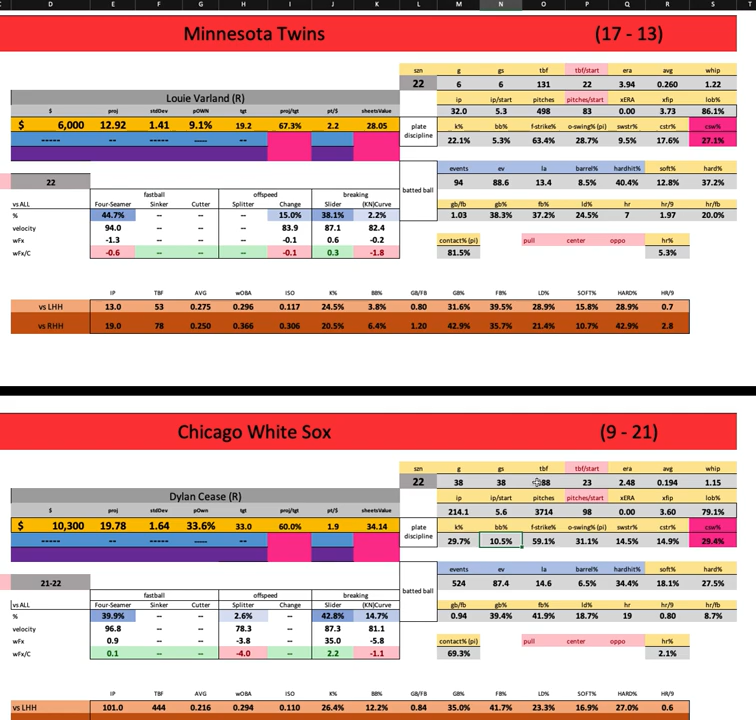 D E F G H I J K L M N O P Q R S T
Minnesota Twins (17 - 13)
szn g gs tbf tbf/start era avg whip
22 6 6 131 22 3.94 0.260 1.22
Louie Varland (R) ip ip/start pitches pitches/start xERA xfip lob%
$ proj stdDev pOWN tgt proj/tgt pt/$ sheetsValue 32.0 5.3 498 83 0.00 3.73 86.1%
$ 6,000 12.92 1.41 9.1% 19.2 67.3% 2.2 28.05 plate discipline k% bb% f-strike% o-swing% (pi) swstr% cstr% csw%
----- -- -- ---- -- -- 22.1% 5.3% 63.4% 28.7% 9.5% 17.6% 27.1%
events ev la barrel% hardhit% soft% hard%
22 fastball offspeed breaking batted ball 94 88.6 13.4 8.5% 40.4% 12.8% 37.2%
vs ALL Four-Seamer Sinker Cutter Splitter Change Slider (KN)Curve gb/fb gb% fb% ld% hr hr/9 hr/fb
% 44.7% -- -- -- 15.0% 38.1% 2.2% 1.03 38.3% 37.2% 24.5% 7 1.97 20.0%
velocity 94.0 -- -- -- 83.9 87.1 82.4
wFx -1.3 -- -- -- -0.1 0.6 -0.2 contact% (pi) pull center oppo hr%
wFx/C -0.6 -- -- -- -0.1 0.3 -1.8 81.5% 5.3%
IP TBF AVG wOBA ISO K% BB% GB/FB GB% FB% LD% SOFT% HARD% HR/9
vs LHH 13.0 53 0.275 0.296 0.117 24.5% 3.8% 0.80 31.6% 39.5% 28.9% 15.8% 28.9% 0.7
vs RHH 19.0 78 0.250 0.366 0.306 20.5% 6.4% 1.20 42.9% 35.7% 21.4% 10.7% 42.9% 2.8
Chicago White Sox (9 - 21)
szn g gs tbf tbf/start era avg whip
22 38 38 88 23 2.48 0.194 1.15
Dylan Cease (R) ip ip/start pitches pitches/start xERA xfip lob%
$ proj stdDev pOwn tgt proj/tgt pt/$ sheetsValue 214.1 5.6 3714 98 0.00 3.60 79.1%
$ 10,300 19.78 1.64 33.6% 33.0 60.0% 1.9 34.14 plate discipline k% bb% f-strike% o-swing% (pi) swstr% cstr% csw%
----- -- -- ---- -- -- 29.7% 10.5% 59.1% 31.1% 14.5% 14.9% 29.4%
events ev la barrel% hardhit% soft% hard%
21-22 fastball offspeed breaking batted ball 524 87.4 14.6 6.5% 34.4% 18.1% 27.5%
vs ALL Four-Seamer Sinker Cutter Splitter Change Slider (KN)Curve gb/fb gb% fb% ld% hr hr/9 hr/fb
% 39.9% -- -- 2.6% -- 42.8% 14.7% 0.94 39.4% 41.9% 18.7% 19 0.80 8.7%
velocity 96.8 -- -- 78.3 -- 87.3 81.1
wFx 0.9 -- -- -3.8 -- 35.0 -5.8 contact% (pi) pull center oppo hr%
wFx/C 0.1 -- -- -4.0 -- 2.2 -1.1 69.3% 2.1%
IP TBF AVG wOBA ISO K% BB% GB/FB GB% FB% LD% SOFT% HARD% HR/9
vs LHH 101.0 444 0.216 0.294 0.110 26.4% 12.2% 0.84 35.0% 41.7% 23.3% 16.9% 27.0% 0.6